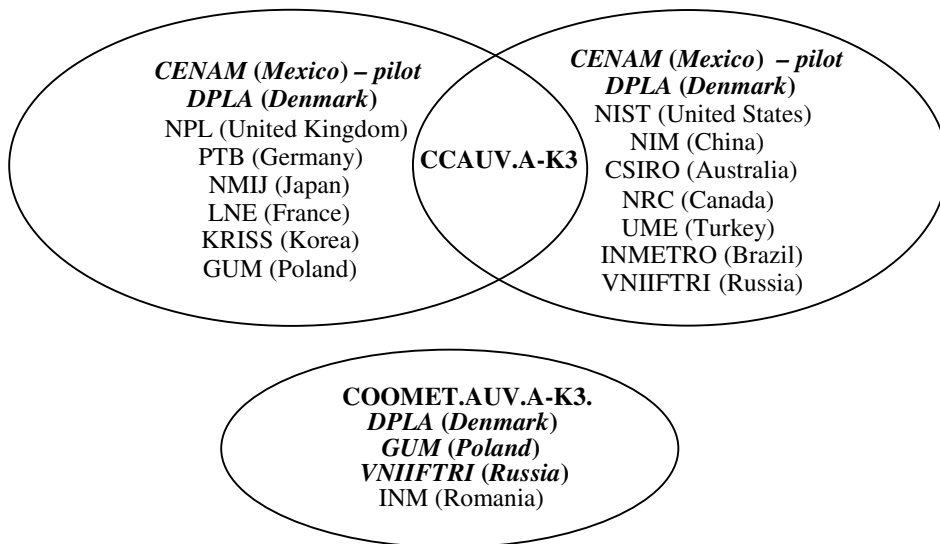 CENAM (Mexico) – pilot
DPLA (Denmark)
NPL (United Kingdom)
PTB (Germany)
NMIJ (Japan)
LNE (France)
KRISS (Korea)
GUM (Poland)
CCAUV.A-K3
CENAM (Mexico) – pilot
DPLA (Denmark)
NIST (United States)
NIM (China)
CSIRO (Australia)
NRC (Canada)
UME (Turkey)
INMETRO (Brazil)
VNIIFTRI (Russia)
COOMET.AUV.A-K3.
DPLA (Denmark)
GUM (Poland)
VNIIFTRI (Russia)
INM (Romania)